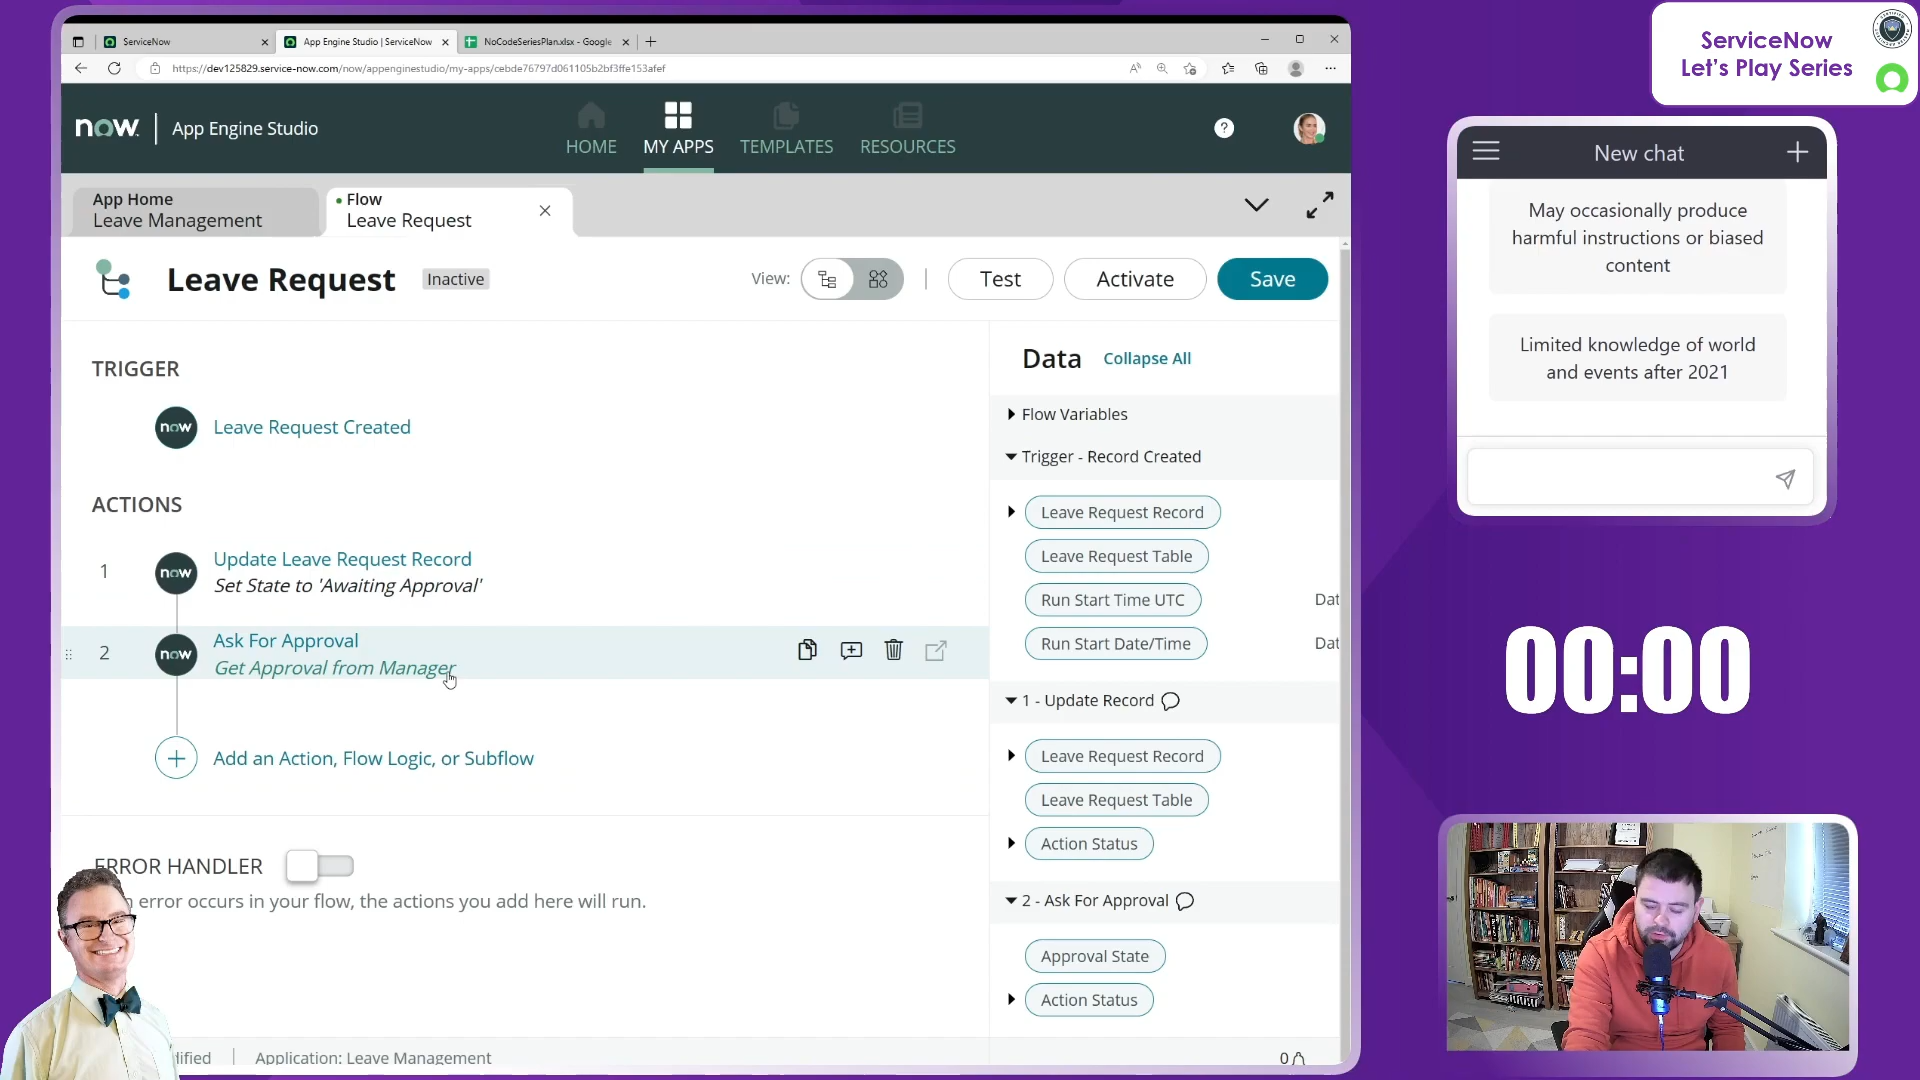 ServiceNow
App Engine Studio | ServiceNow
NoCodeSeriesPlan.xlsx - Google
https://dev125829.service-now.com/now/appenginestudio/my-apps/cebde76797d061105b2bf3ffe153afef
now
App Engine Studio
HOME
MY APPS
TEMPLATES
RESOURCES
?
App Home
Leave Management
Flow
Leave Request
Leave Request
Inactive
View:
Test
Activate
Save
TRIGGER
now
Leave Request Created
ACTIONS
1
now
Update Leave Request Record
Set State to 'Awaiting Approval'
2
now
Ask For Approval
Get Approval from Manager
Add an Action, Flow Logic, or Subflow
ERROR HANDLER
error occurs in your flow, the actions you add here will run.
Application: Leave Management
Data
Collapse All
Flow Variables
Trigger - Record Created
Leave Request Record
Leave Request Table
Run Start Time UTC
Dat
Run Start Date/Time
Dat
1 - Update Record
Leave Request Record
Leave Request Table
Action Status
2 - Ask For Approval
Approval State
Action Status
0
ServiceNow
Let's Play Series
New chat
May occasionally produce
harmful instructions or biased
content
Limited knowledge of world
and events after 2021
00:00